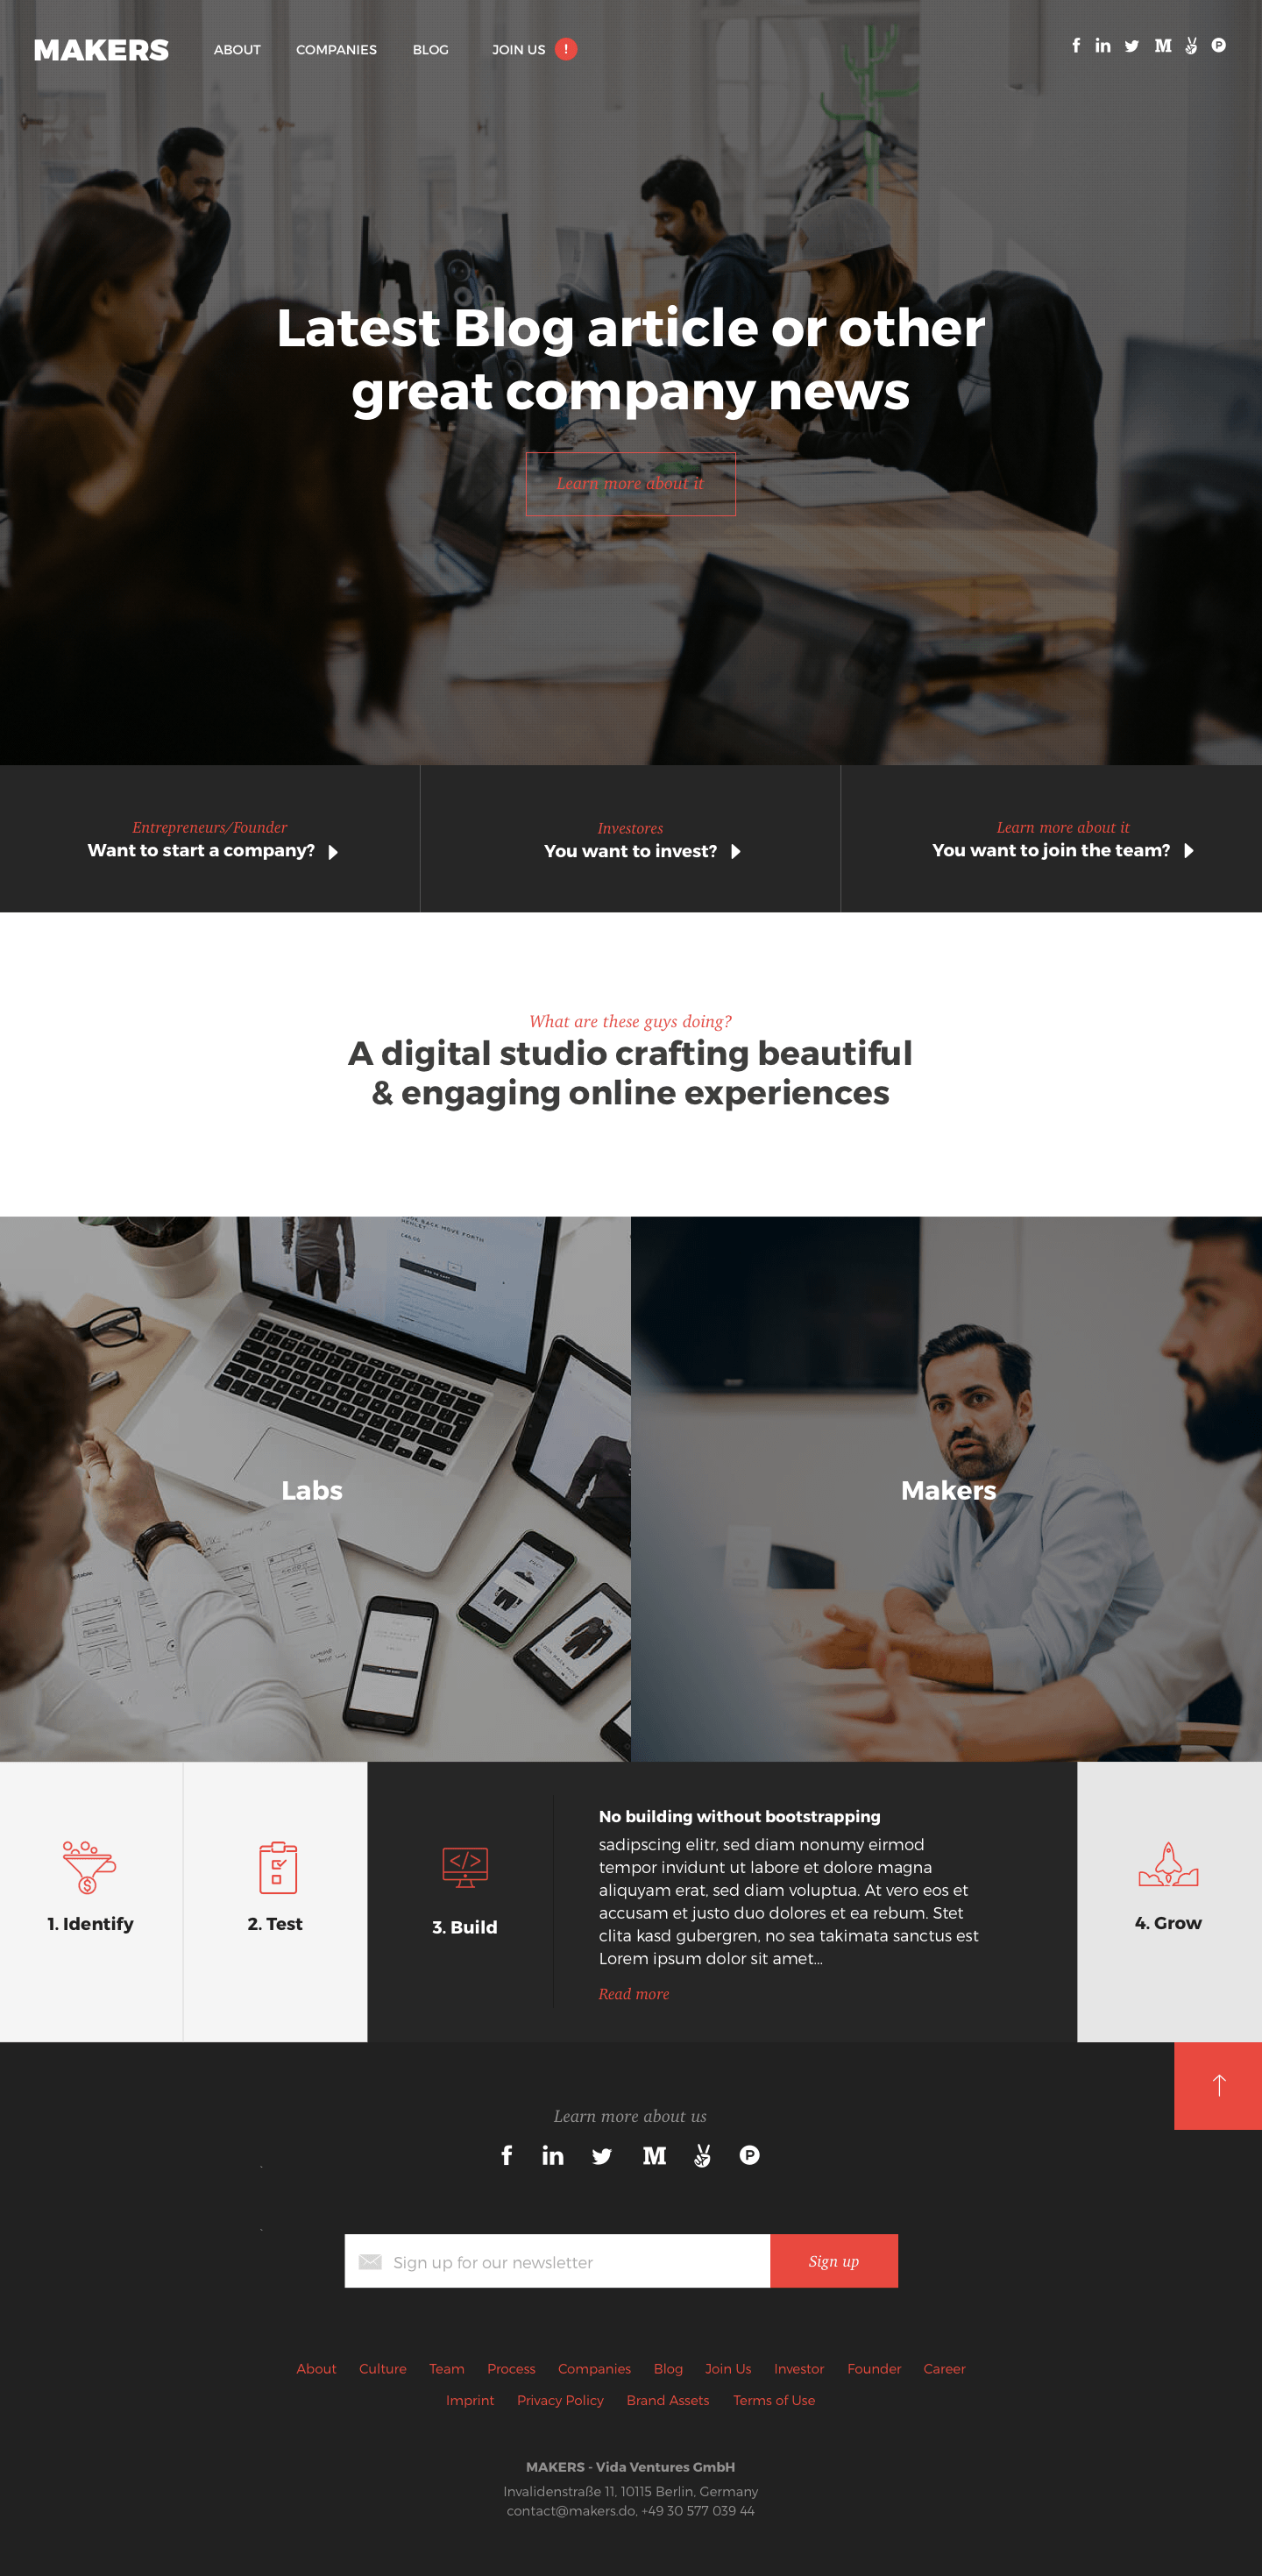 MAKERS
ABOUT
COMPANIES
BLOG
JOIN US
!
Latest Blog article or other
great company news
Learn more about it
Entrepreneurs/Founder
Want to start a company?
Investores
You want to invest?
Learn more about it
You want to join the team?
What are these guys doing?
A digital studio crafting beautiful
& engaging online experiences
Labs
Makers
1. Identify
2. Test
3. Build
No building without bootstrapping
sadipscing elitr, sed diam nonumy eirmod
tempor invidunt ut labore et dolore magna
aliquyam erat, sed diam voluptua. At vero eos et
accusam et justo duo dolores et ea rebum. Stet
clita kasd gubergren, no sea takimata sanctus est
Lorem ipsum dolor sit amet...
Read more
4. Grow
Learn more about us
Sign up for our newsletter
Sign up
About Culture Team Process Companies Blog Join Us Investor Founder Career
Imprint Privacy Policy Brand Assets Terms of Use
MAKERS - Vida Ventures GmbH
Invalidenstraße 11, 10115 Berlin, Germany
contact@makers.do, +49 30 577 039 44